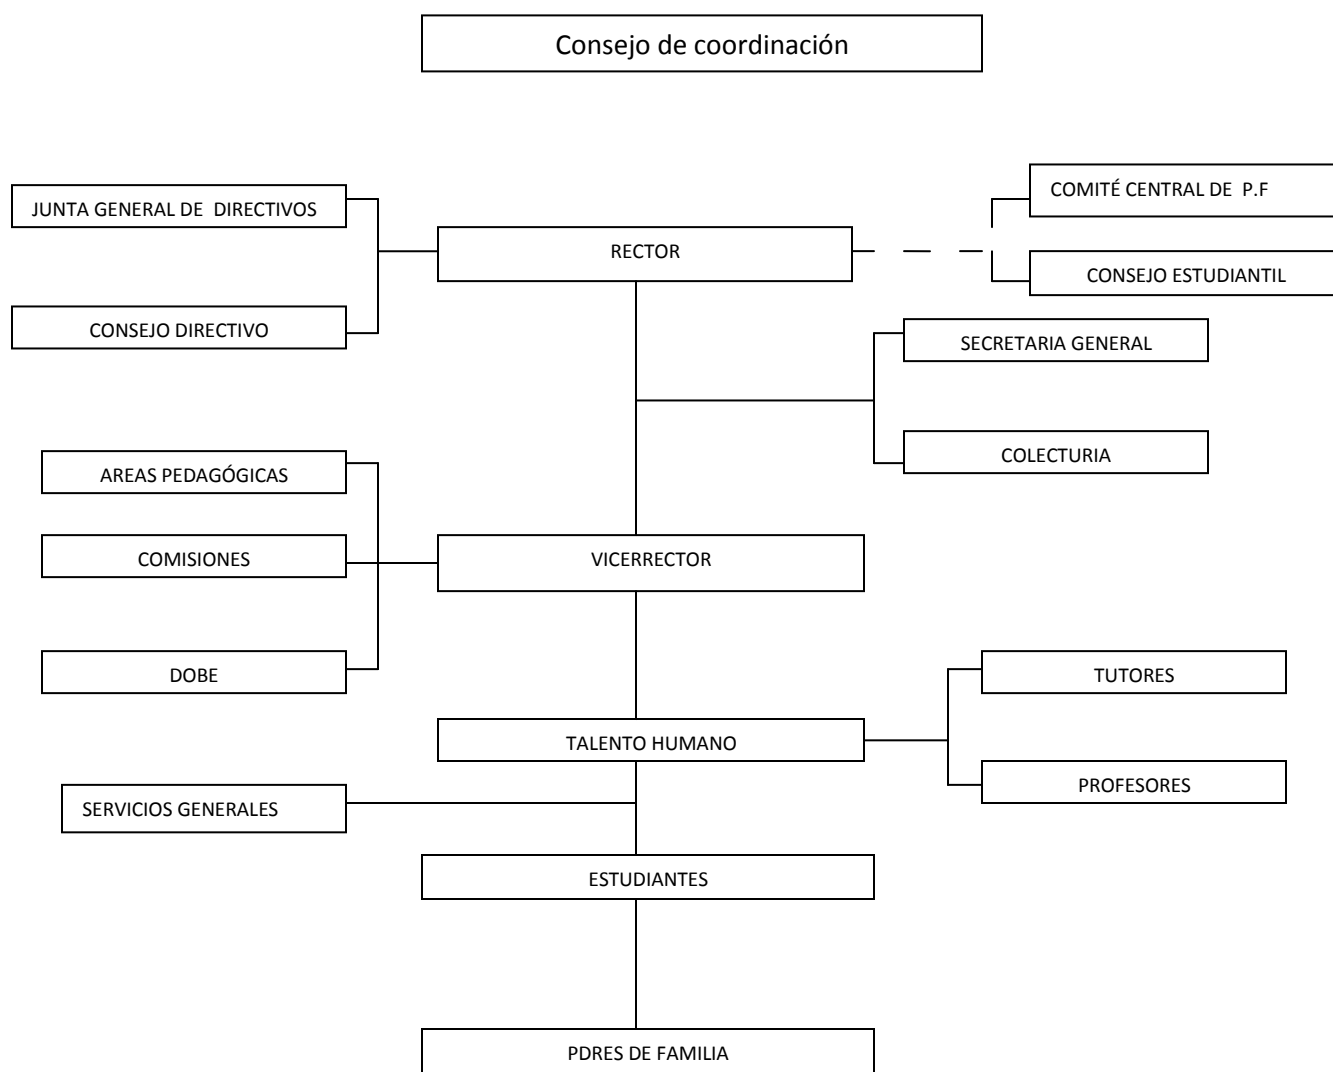 Consejo de coordinación
COMITÉ CENTRAL DE P.F
JUNTA GENERAL DE DIRECTIVOS
RECTOR
CONSEJO ESTUDIANTIL
CONSEJO DIRECTIVO
SECRETARIA GENERAL
COLECTURIA
AREAS PEDAGÓGICAS
COMISIONES
VICERRECTOR
DOBE
TUTORES
TALENTO HUMANO
PROFESORES
SERVICIOS GENERALES
ESTUDIANTES
PDRES DE FAMILIA